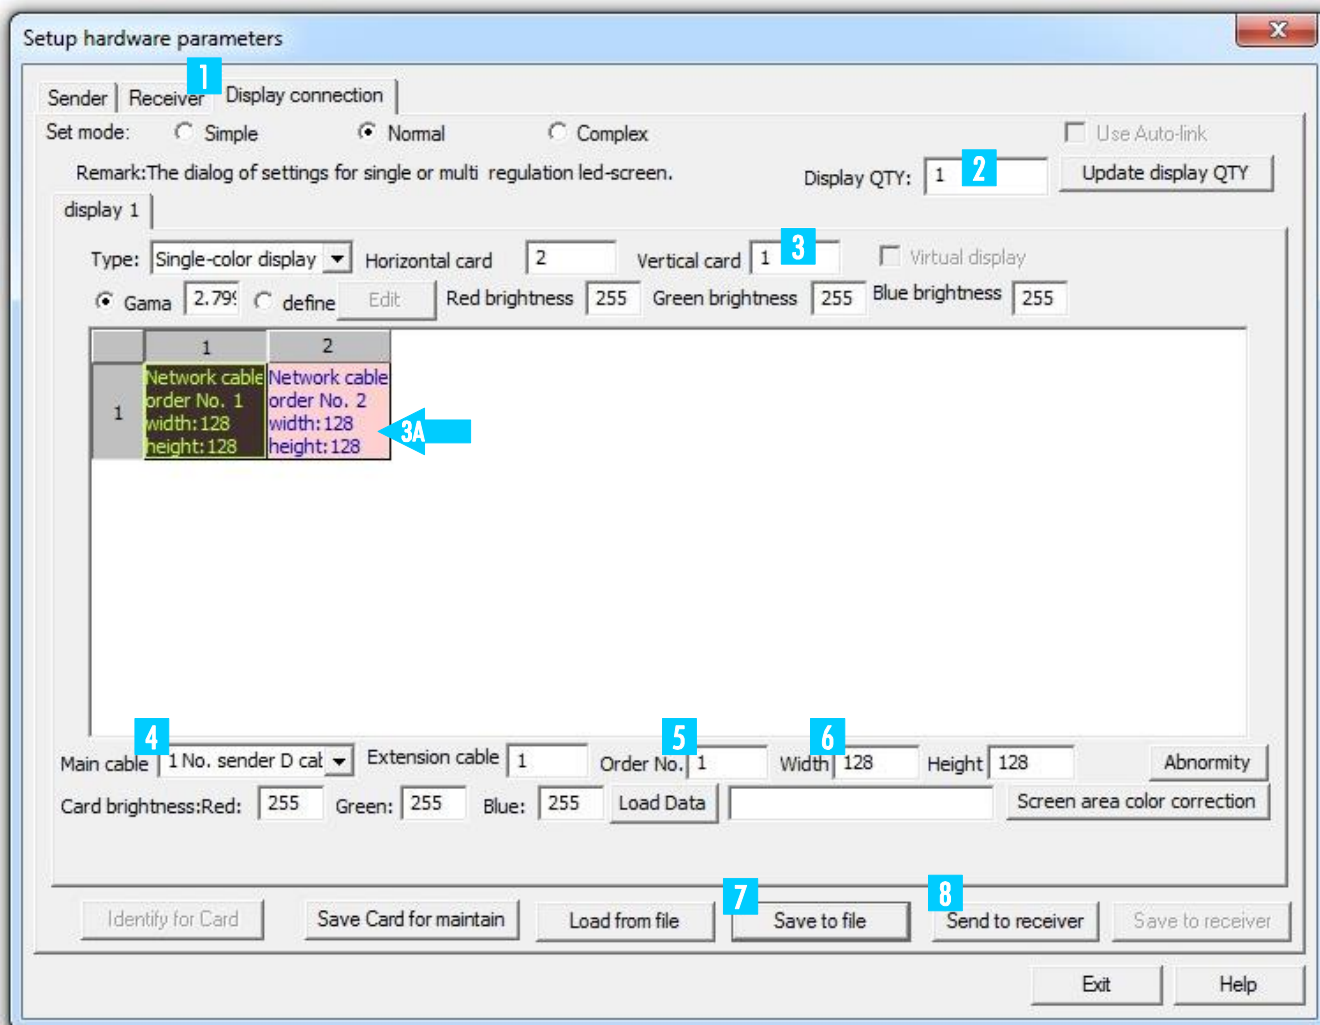 Setup hardware parameters
x
1
Sender Receiver Display connection
Set mode: Simple Normal Complex Use Auto-link
Remark:The dialog of settings for single or multi regulation led-screen. Display QTY: 1 2 Update display QTY
display 1
Type: Single-color display Horizontal card 2 Vertical card 1 3 Virtual display
Gama 2.799 define Edit Red brightness 255 Green brightness 255 Blue brightness 255
1 2
1
Network cable
order No. 1
width:128
height:128
Network cable
order No. 2
width:128
height:128
3A
4 5 6
Main cable 1 No. sender D cat Extension cable 1 Order No. 1 Width 128 Height 128 Abnormity
Card brightness:Red: 255 Green: 255 Blue: 255 Load Data Screen area color correction
7 8
Identify for Card Save Card for maintain Load from file Save to file Send to receiver Save to receiver
Exit Help